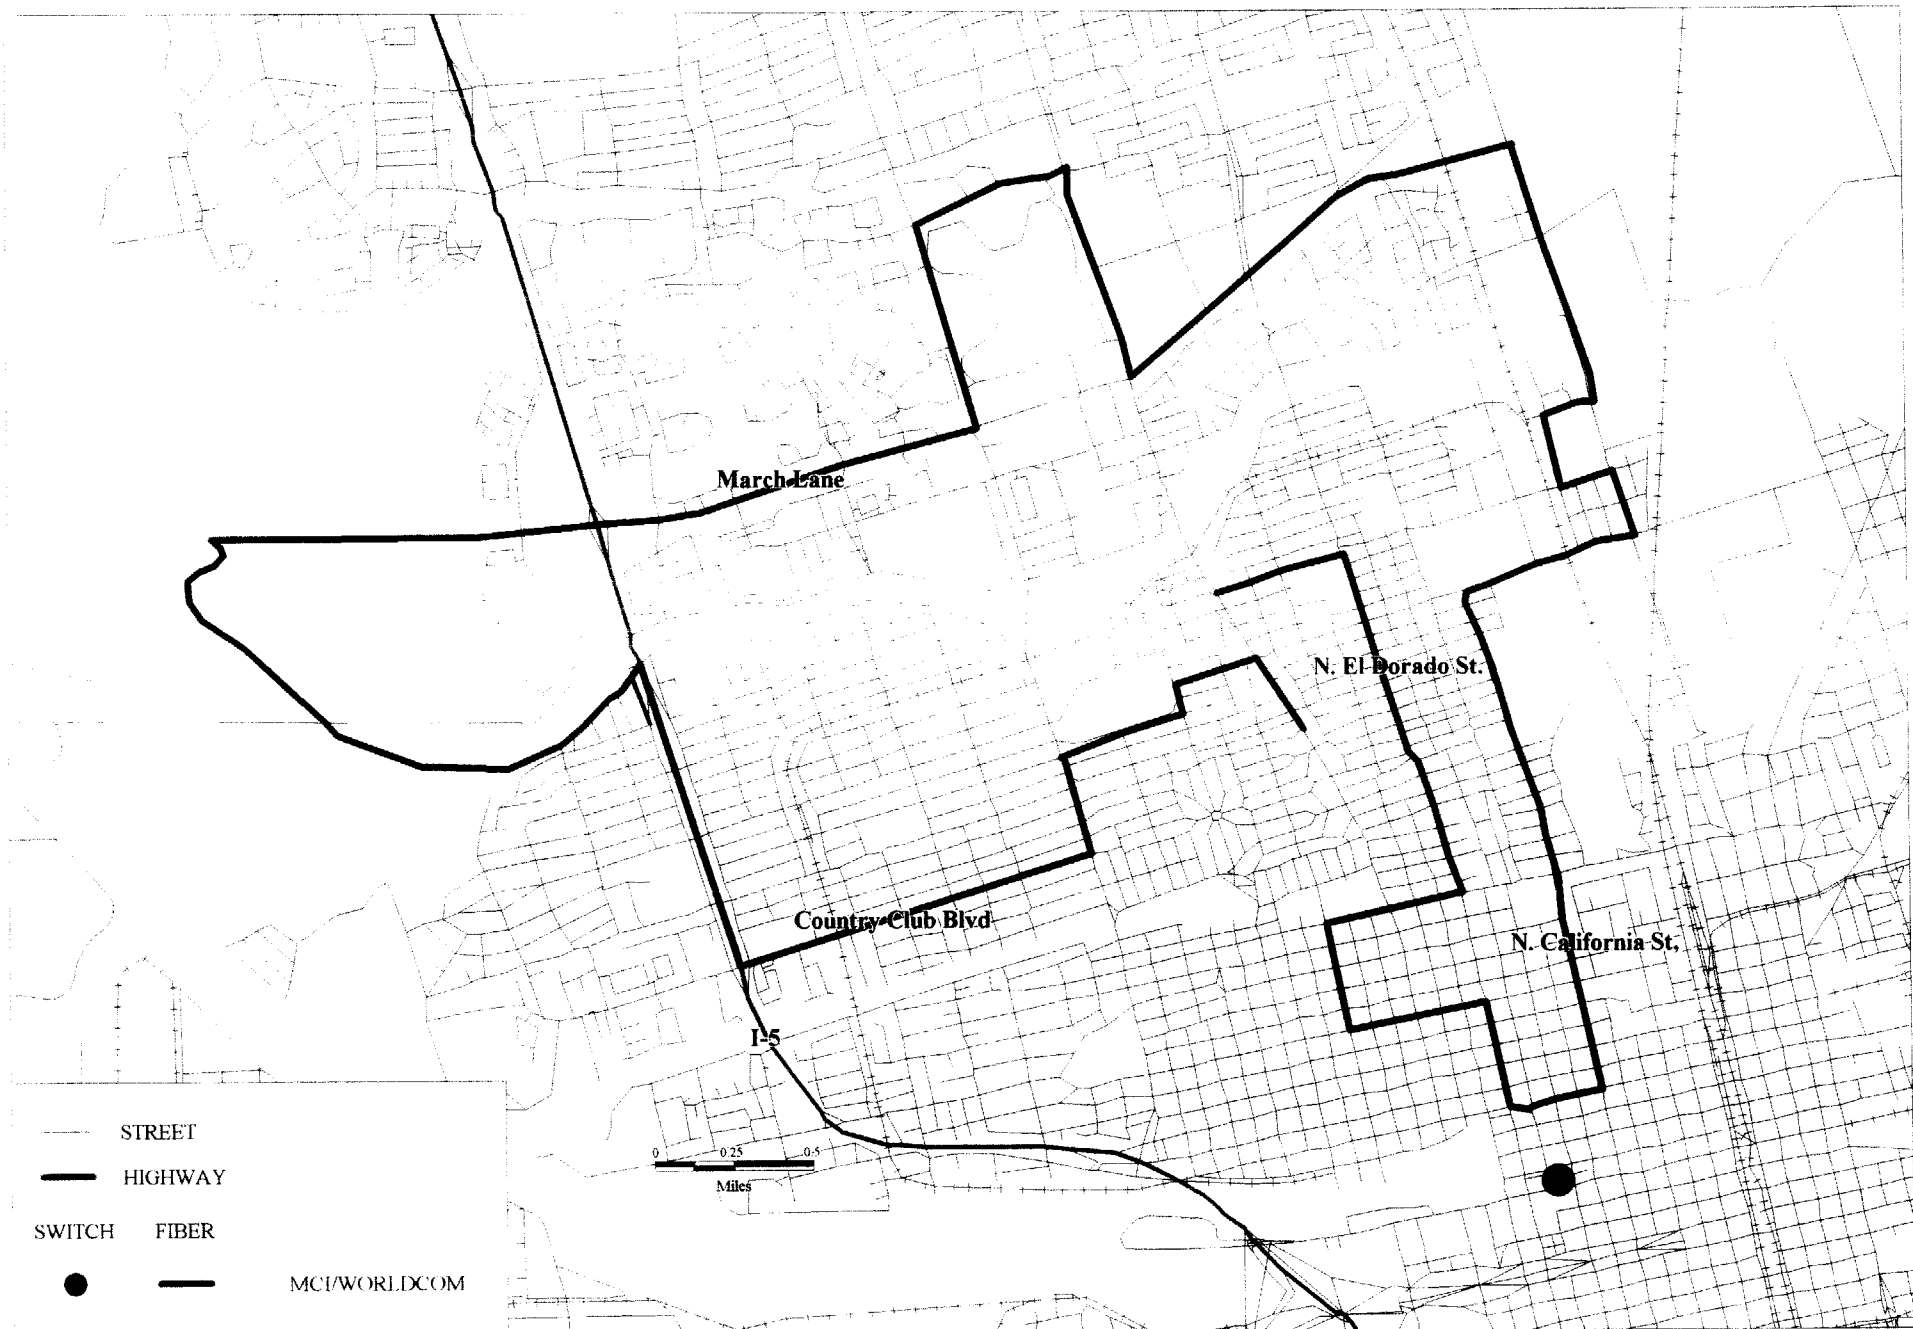 March Lane
N. El Dorado St.
Country Club Blvd
N. California St,
I-5
0 0.25 0.5
Miles
STREET
HIGHWAY
SWITCH FIBER
MCI/WORLDCOM